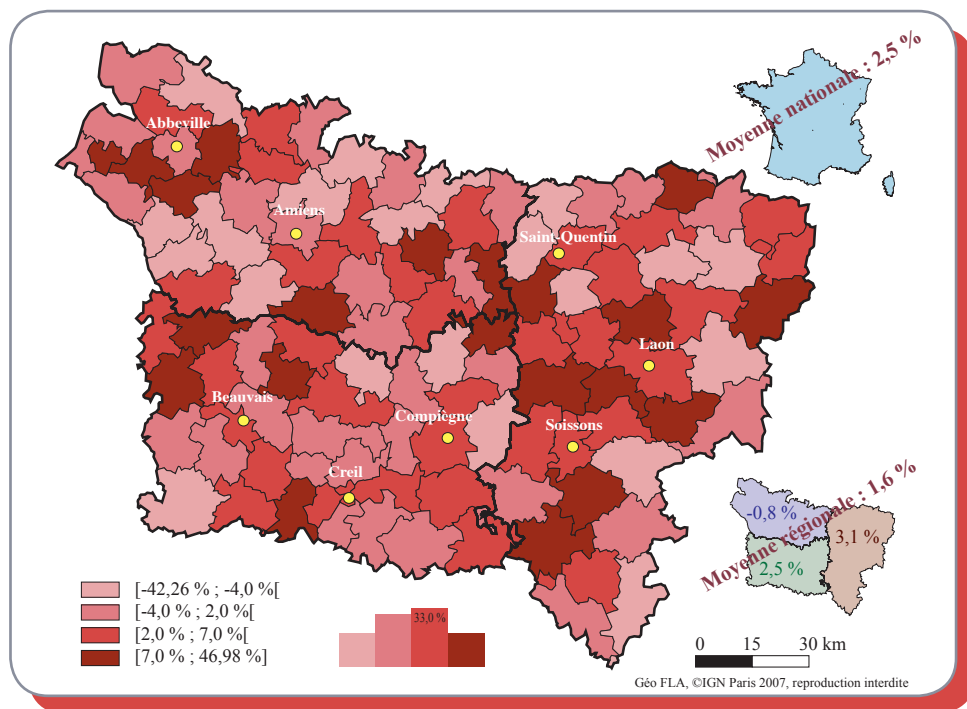 Moyenne nationale : 2,5 %
Abbeville
Amiens
Saint-Quentin
Laon
Beauvais
Compiègne
Soissons
Creil
Moyenne régionale : 1,6 %
-0,8 %
3,1 %
2,5 %
[-42,26 % ; -4,0 %[
[-4,0 % ; 2,0 %[
[2,0 % ; 7,0 %[
[7,0 % ; 46,98 %]
33,0 %
0 15 30 km
Géo FLA, ©IGN Paris 2007, reproduction interdite